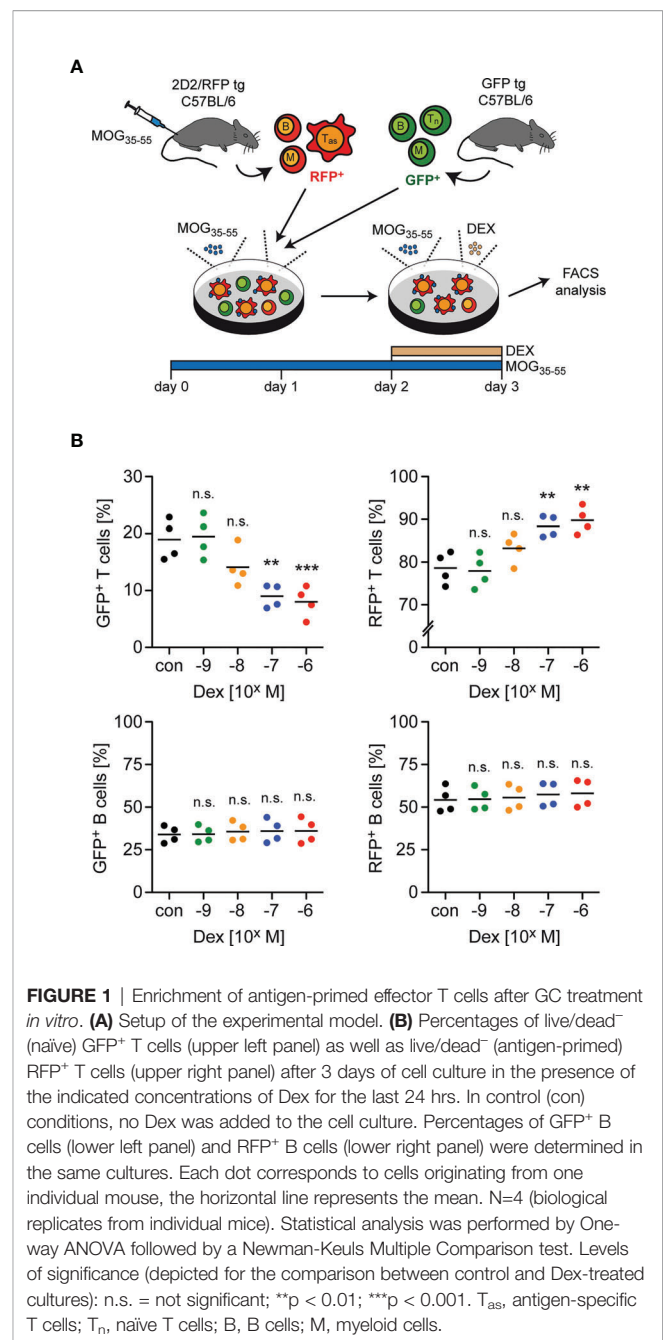 A
2D2/RFP tg
C57BL/6
MOG35-55
B
M
Tas
RFP+
B
Tn
M
GFP+
GFP tg
C57BL/6
MOG35-55
MOG35-55
DEX
FACS
analysis
DEX
MOG35-55
day 0
day 1
day 2
day 3
B
GFP+ T cells [%]
30
20
10
0
n.s.
n.s.
**
***
con
-9
-8
-7
-6
Dex [10x M]
RFP+ T cells [%]
100
90
80
70
0
n.s.
n.s.
**
**
con
-9
-8
-7
-6
Dex [10x M]
GFP+ B cells [%]
100
75
50
25
0
n.s.
n.s.
n.s.
n.s.
con
-9
-8
-7
-6
Dex [10x M]
RFP+ B cells [%]
100
75
50
25
0
n.s.
n.s.
n.s.
n.s.
con
-9
-8
-7
-6
Dex [10x M]
FIGURE 1 | Enrichment of antigen-primed effector T cells after GC treatment
in vitro. (A) Setup of the experimental model. (B) Percentages of live/dead−
(naïve) GFP+ T cells (upper left panel) as well as live/dead− (antigen-primed)
RFP+ T cells (upper right panel) after 3 days of cell culture in the presence of
the indicated concentrations of Dex for the last 24 hrs. In control (con)
conditions, no Dex was added to the cell culture. Percentages of GFP+ B
cells (lower left panel) and RFP+ B cells (lower right panel) were determined in
the same cultures. Each dot corresponds to cells originating from one
individual mouse, the horizontal line represents the mean. N=4 (biological
replicates from individual mice). Statistical analysis was performed by One-
way ANOVA followed by a Newman-Keuls Multiple Comparison test. Levels
of significance (depicted for the comparison between control and Dex-treated
cultures): n.s. = not significant; **p < 0.01; ***p < 0.001. Tas, antigen-specific
T cells; Tn, naïve T cells; B, B cells; M, myeloid cells.